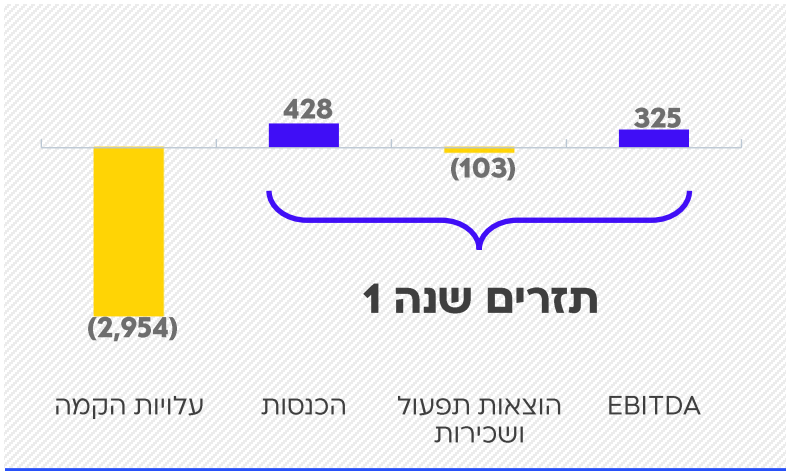 428
325
(103)
(2,954)
תזרים שנה 1
עלויות הקמה
הכנסות
הוצאות תפעול
ושכירות
EBITDA